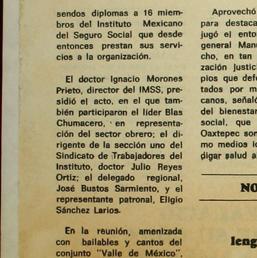 sendos diplomas a 16 miem-
bros del Instituto Mexicano
del Seguro Social que desde
entonces prestan sus servi-
cios a la organización.
El doctor Ignacio Morones
Prieto, director del IMSS, pre-
sidió el acto, en el que tam-
bién participaron el líder Blas
Chumacero, en representa-
ción del sector obrero; el di-
rigente de la sección uno del
Sindicato de Trabajadores del
Instituto, doctor Julio Reyes
Ortiz; el delegado regional,
José Bustos Sarmiento, y el
representante patronal, Eligio
Sánchez Larios.
En la reunión, amenizada
con bailables y cantos del
conjunto "Valle de México",
Aprovechó
para destaca
jugó el ento
general Manu
cho, en tan
zación justic
pios que defe
tados por m
canos, señaló
del bienestar
social, que
Oaxtepec son
mo medios lo
digar salud a
NO
leng